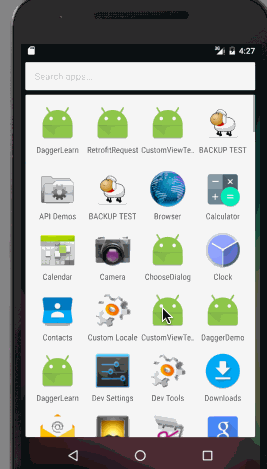 4:27
Search apps...
DaggerLearn RetrofitRequest CustomViewTe.. BACKUP TEST
API Demos BACKUP TEST Browser Calculator
Calendar Camera ChooseDialog Clock
Contacts Custom Locale CustomViewTe.. DaggerDemo
DaggerLearn Dev Settings Dev Tools Downloads